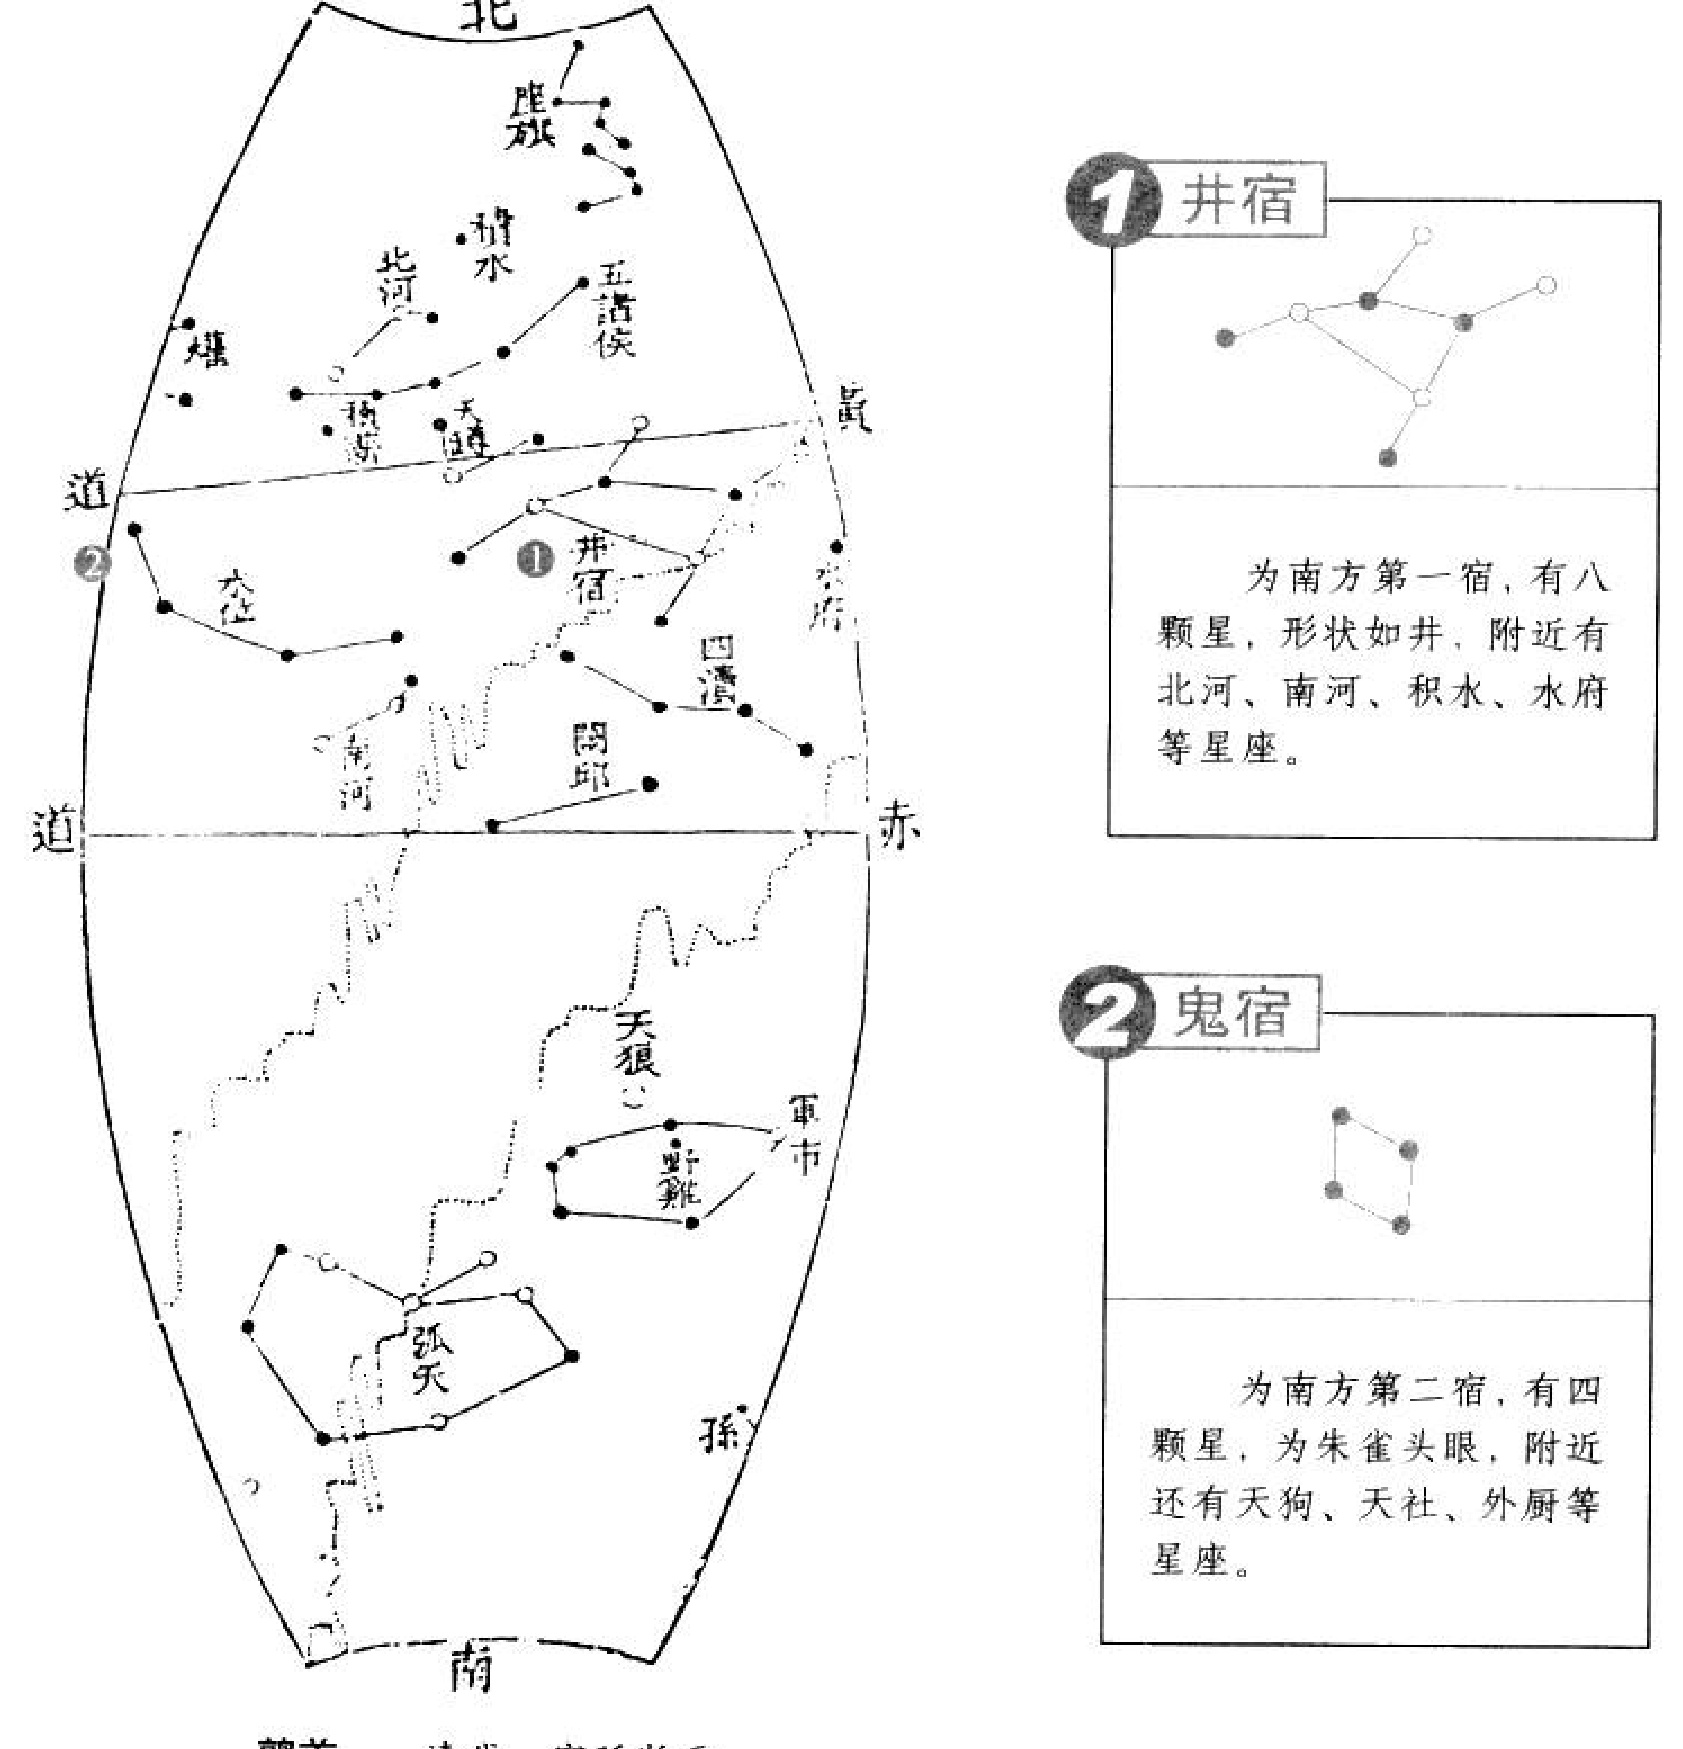 北
座旗
積水
北河
五諸侯
爟
天罇
黃
道
2
1
井宿
水位
水府
四瀆
南河
闕邱
道
赤
天狼
軍市
野雞
弧矢
孫
南
1 井宿
为南方第一宿，有八
颗星，形状如井，附近有
北河、南河、积水、水府
等星座。
2 鬼宿
为南方第二宿，有四
颗星，为朱雀头眼，附近
还有天狗、天社、外厨等
星座。